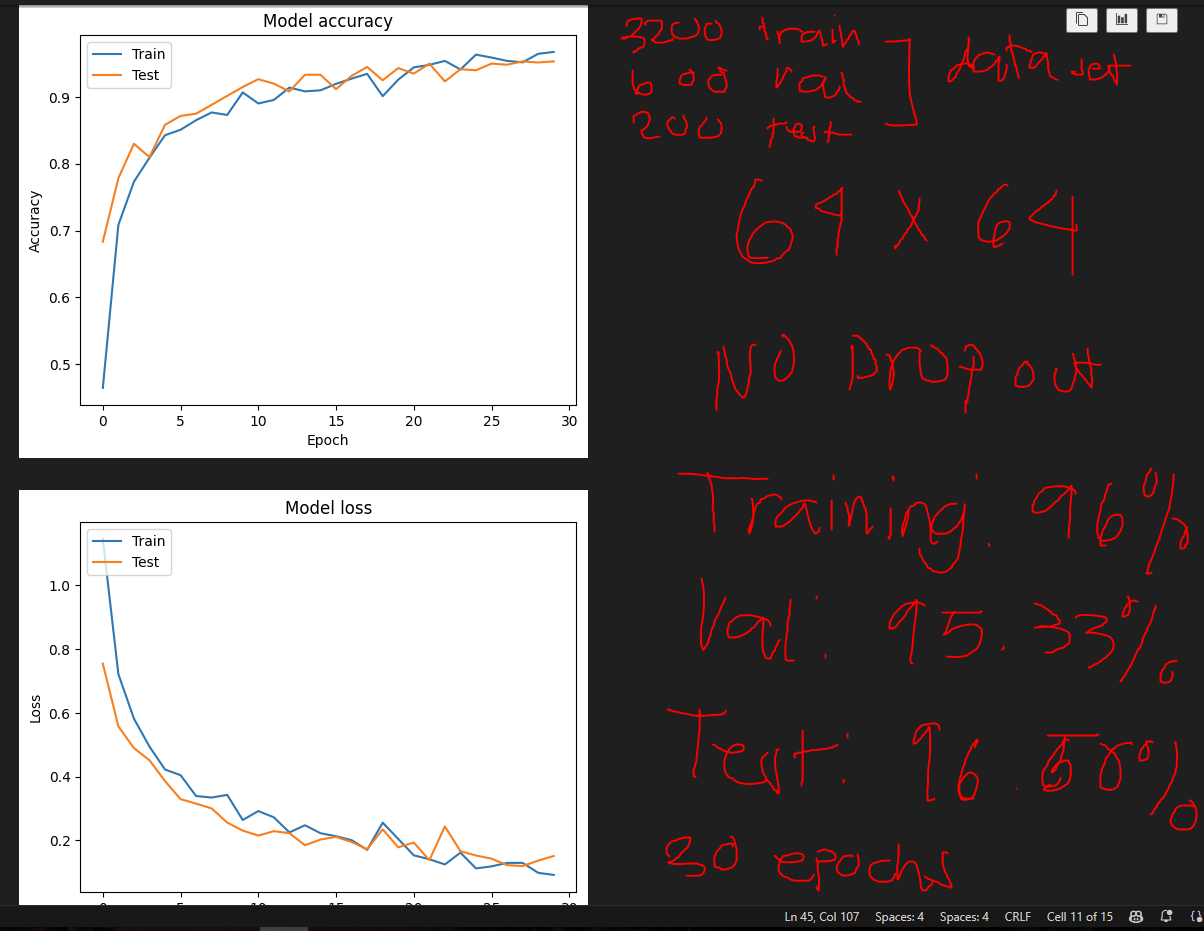 Model accuracy
Train
Test
0.9
0.8
0.7
0.6
0.5
Accuracy
0 5 10 15 20 25 30
Epoch
Model loss
Train
Test
1.0
0.8
0.6
0.4
0.2
Loss
0 5 10 15 20 25 30
3200 train
600 val
200 test
data set
64 x 64
NO Dropout
Training: 96%
Val: 95.33%
Test: 96.50%
30 epochs
Ln 45, Col 107 Spaces: 4 Spaces: 4 CRLF Cell 11 of 15